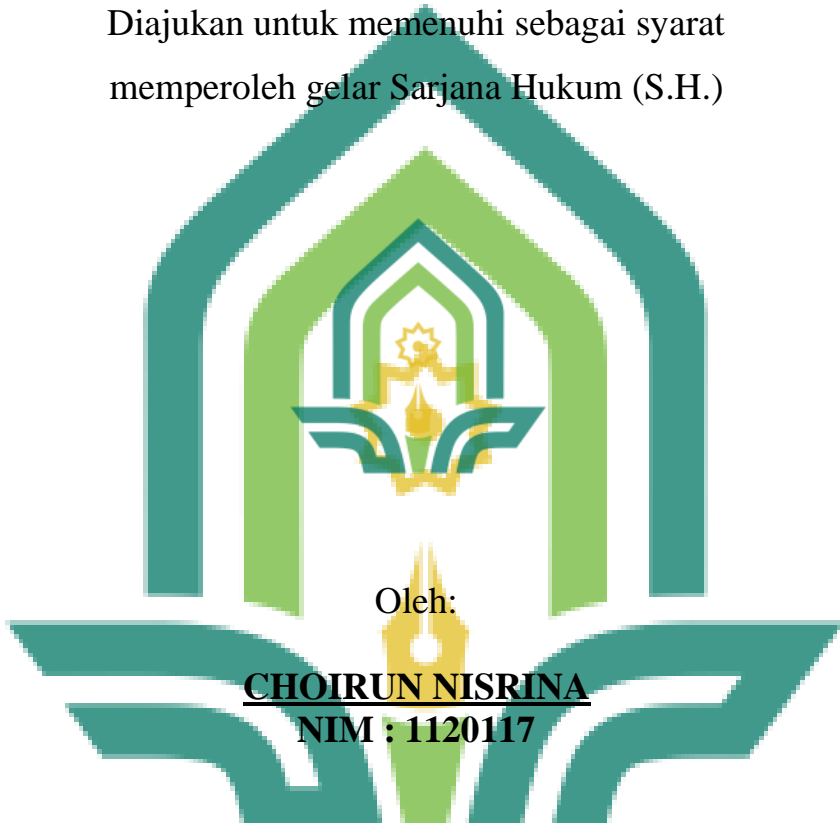 Diajukan untuk memenuhi sebagai syarat
memperoleh gelar Sarjana Hukum (S.H.)
Oleh:
CHOIRUN NISRINA
NIM : 1120117